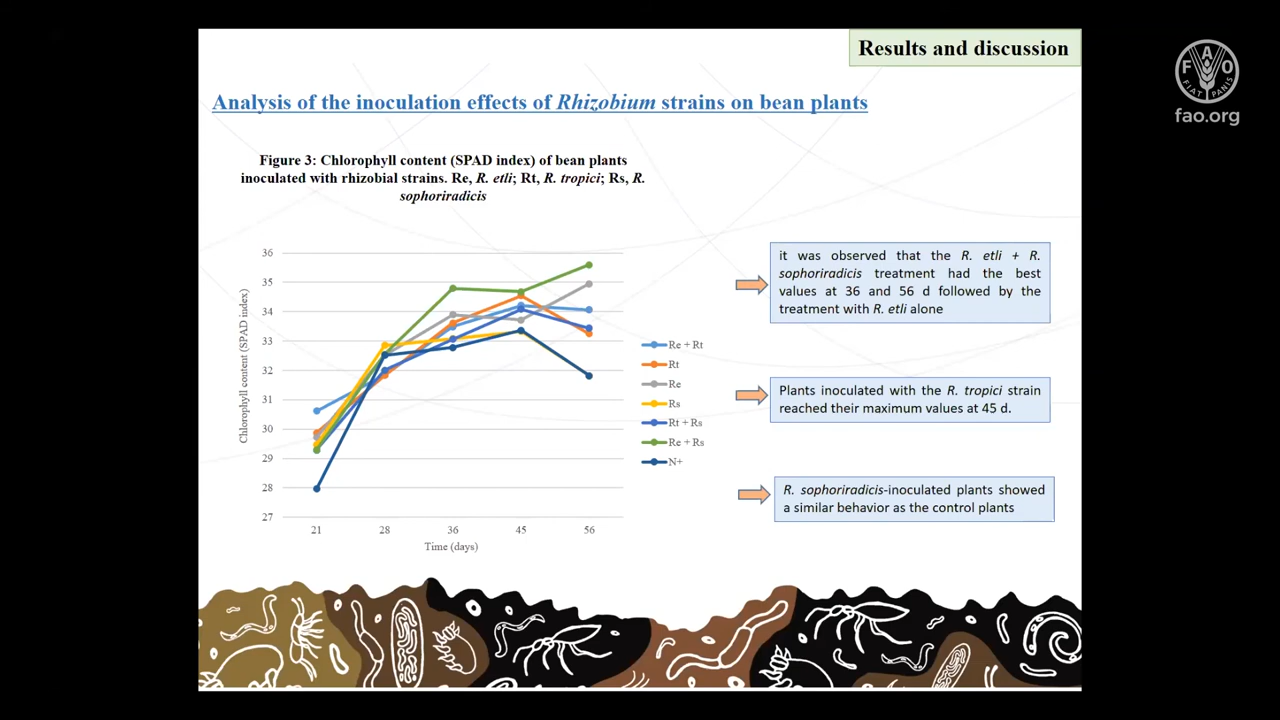 Results and discussion
F A O
FIAT PANIS
fao.org
Analysis of the inoculation effects of Rhizobium strains on bean plants
Figure 3: Chlorophyll content (SPAD index) of bean plants
inoculated with rhizobial strains. Re, R. etli; Rt, R. tropici; Rs, R.
sophoriradicis
Chlorophyll content (SPAD index)
36
35
34
33
32
31
30
29
28
27
21 28 36 45 56
Time (days)
Re + Rt
Rt
Re
Rs
Rt + Rs
Re + Rs
N+
it was observed that the R. etli + R.
sophoriradicis treatment had the best
values at 36 and 56 d followed by the
treatment with R. etli alone
Plants inoculated with the R. tropici strain
reached their maximum values at 45 d.
R. sophoriradicis-inoculated plants showed
a similar behavior as the control plants